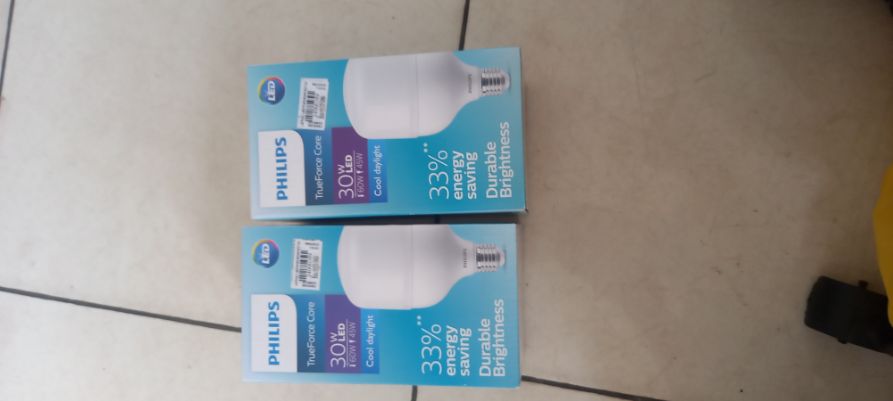 PHILIPS
LED
TrueForce Core
30W
LED
60W 45W
Cool daylight
33%**
energy
saving
Durable
Brightness
PHILIPS
PHILIPS
LED
TrueForce Core
30W
LED
60W 45W
Cool daylight
33%**
energy
saving
Durable
Brightness
PHILIPS